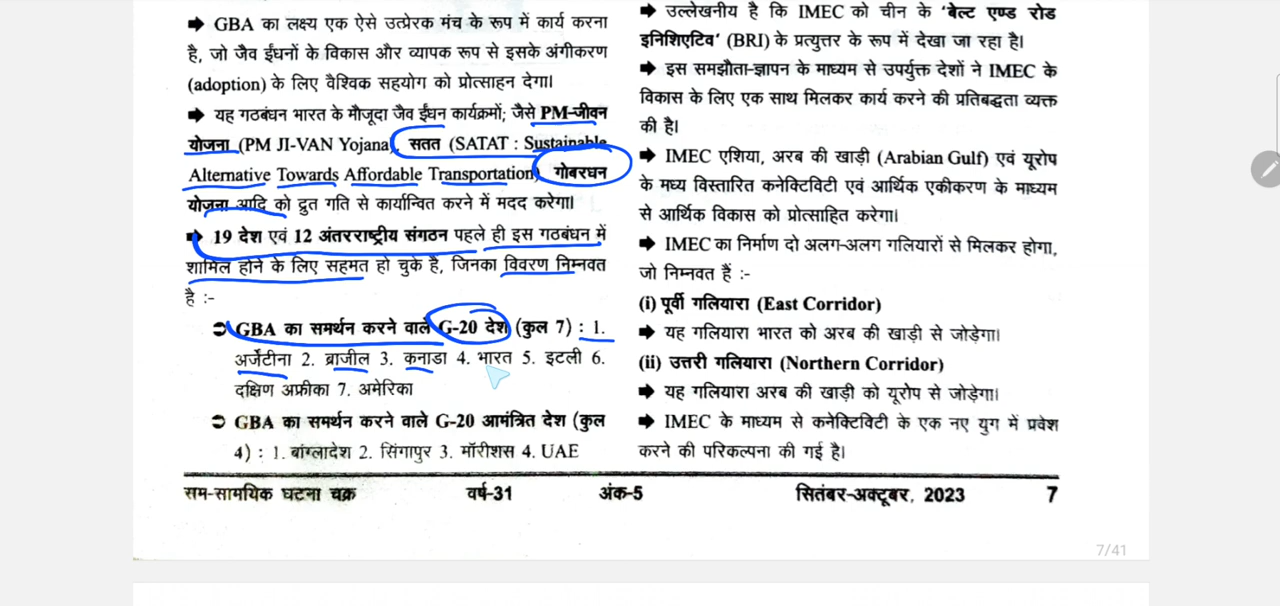 ➡ GBA का लक्ष्य एक ऐसे उत्प्रेरक मंच के रूप में कार्य करना
है, जो जैव ईंधनों के विकास और व्यापक रूप से इसके अंगीकरण
(adoption) के लिए वैश्विक सहयोग को प्रोत्साहन देगा।
➡ यह गठबंधन भारत के मौजूदा जैव ईंधन कार्यक्रमों; जैसे PM-जीवन
योजना (PM JI-VAN Yojana), सतत (SATAT : Sustainable
Alternative Towards Affordable Transportation) गोबरधन
योजना आदि को द्रुत गति से कार्यान्वित करने में मदद करेगा।
➡ 19 देश एवं 12 अंतरराष्ट्रीय संगठन पहले ही इस गठबंधन में
शामिल होने के लिए सहमत हो चुके है, जिनका विवरण निम्नवत
है :-
➲ GBA का समर्थन करने वाले G-20 देश (कुल 7) : 1.
अर्जेंटीना 2. ब्राजील 3. कनाडा 4. भारत 5. इटली 6.
दक्षिण अफ्रीका 7. अमेरिका
➲ GBA का समर्थन करने वाले G-20 आमंत्रित देश (कुल
4) : 1. बांग्लादेश 2. सिंगापुर 3. मॉरीशस 4. UAE
➡ उल्लेखनीय है कि IMEC को चीन के 'बेल्ट एण्ड रोड
इनिशिएटिव' (BRI) के प्रत्युत्तर के रूप में देखा जा रहा है।
➡ इस समझौता-ज्ञापन के माध्यम से उपर्युक्त देशों ने IMEC के
विकास के लिए एक साथ मिलकर कार्य करने की प्रतिबद्धता व्यक्त
की है।
➡ IMEC एशिया, अरब की खाड़ी (Arabian Gulf) एवं यूरोप
के मध्य विस्तारित कनेक्टिविटी एवं आर्थिक एकीकरण के माध्यम
से आर्थिक विकास को प्रोत्साहित करेगा।
➡ IMEC का निर्माण दो अलग-अलग गलियारों से मिलकर होगा,
जो निम्नवत हैं :-
(i) पूर्वी गलियारा (East Corridor)
➡ यह गलियारा भारत को अरब की खाड़ी से जोड़ेगा।
(ii) उत्तरी गलियारा (Northern Corridor)
➡ यह गलियारा अरब की खाड़ी को यूरोप से जोड़ेगा।
➡ IMEC के माध्यम से कनेक्टिविटी के एक नए युग में प्रवेश
करने की परिकल्पना की गई है।
सम-सामयिक घटना चक्र वर्ष-31 अंक-5 सितंबर-अक्टूबर, 2023 7
7/41